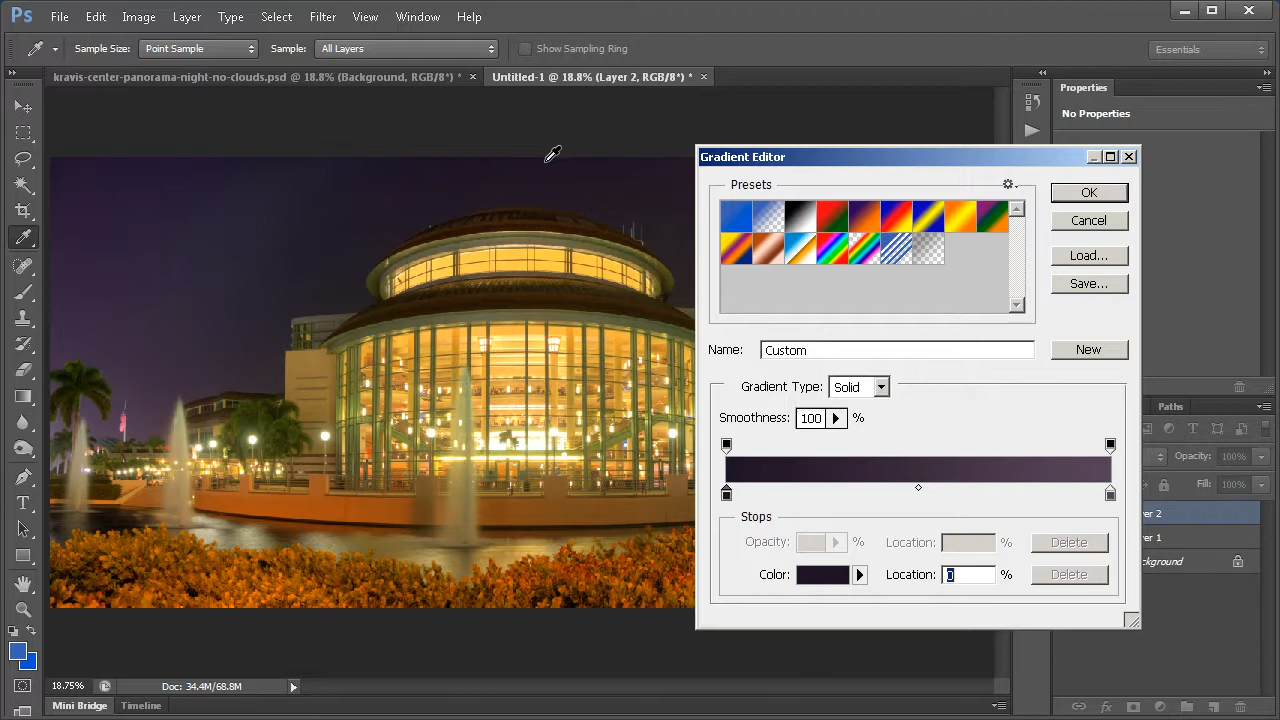 Ps File Edit Image Layer Type Select Filter View Window Help
Sample Size: Point Sample Sample: All Layers Show Sampling Ring Essentials
kravis-center-panorama-night-no-clouds.psd @ 18.8% (Background, RGB/8*) * Untitled-1 @ 18.8% (Layer 2, RGB/8*) *
Properties
No Properties
Gradient Editor
Presets
OK
Cancel
Load...
Save...
Name: Custom New
Gradient Type: Solid
Smoothness: 100 %
Paths
Opacity: 100%
Fill: 100%
Stops
Opacity: % Location: % Delete
Color: Location: 0 % Delete
er 2
er 1
ckground
18.75% Doc: 34.4M/68.8M
Mini Bridge Timeline